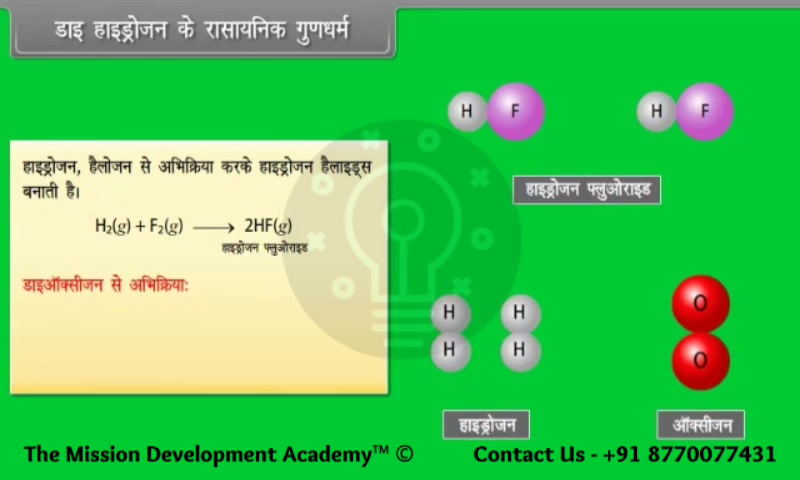 डाइ हाइड्रोजन के रासायनिक गुणधर्म
H F H F
हाइड्रोजन, हैलोजन से अभिक्रिया करके हाइड्रोजन हैलाइड्स
बनाती है।
हाइड्रोजन फ्लुओराइड
H₂(g) + F₂(g) ⟶ 2HF(g)
हाइड्रोजन फ्लुओराइड
डाइऑक्सीजन से अभिक्रिया:
H H O
H H O
हाइड्रोजन ऑक्सीजन
The Mission Development Academy™ © Contact Us - +91 8770077431